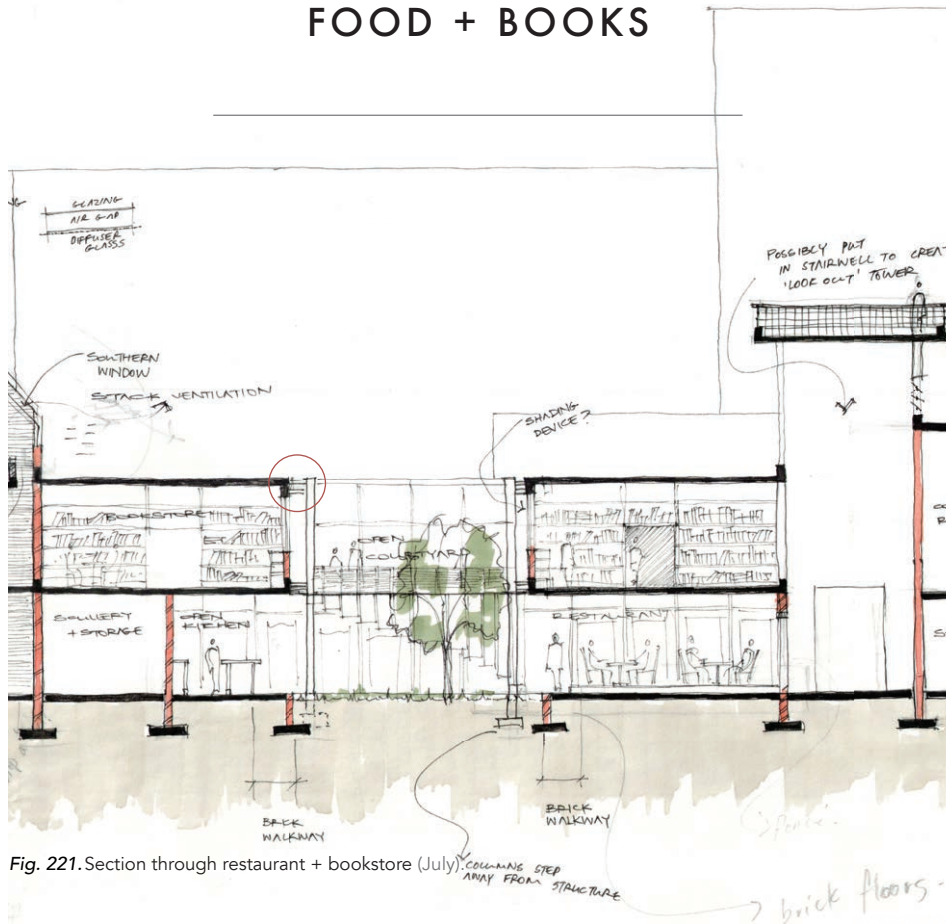 FOOD + BOOKS
GLAZING
AIR GAP
DIFFUSER
GLASSS
POSSIBLY PUT
IN STAIRWELL TO CREAT
'LOOK OUT' TOWER
SOUTHERN
WINDOW
STACK VENTILATION
SHADING
DEVICE?
BOOKSTORE
OPEN
COURTYARD
SCULLERY
+ STORAGE
OPEN
KITCHEN
RESTAURANT
BRICK
WALKWAY
BRICK
WALKWAY
Fig. 221. Section through restaurant + bookstore (July).
COLUMNS STEP
AWAY FROM STRUCTURE
brick floors.